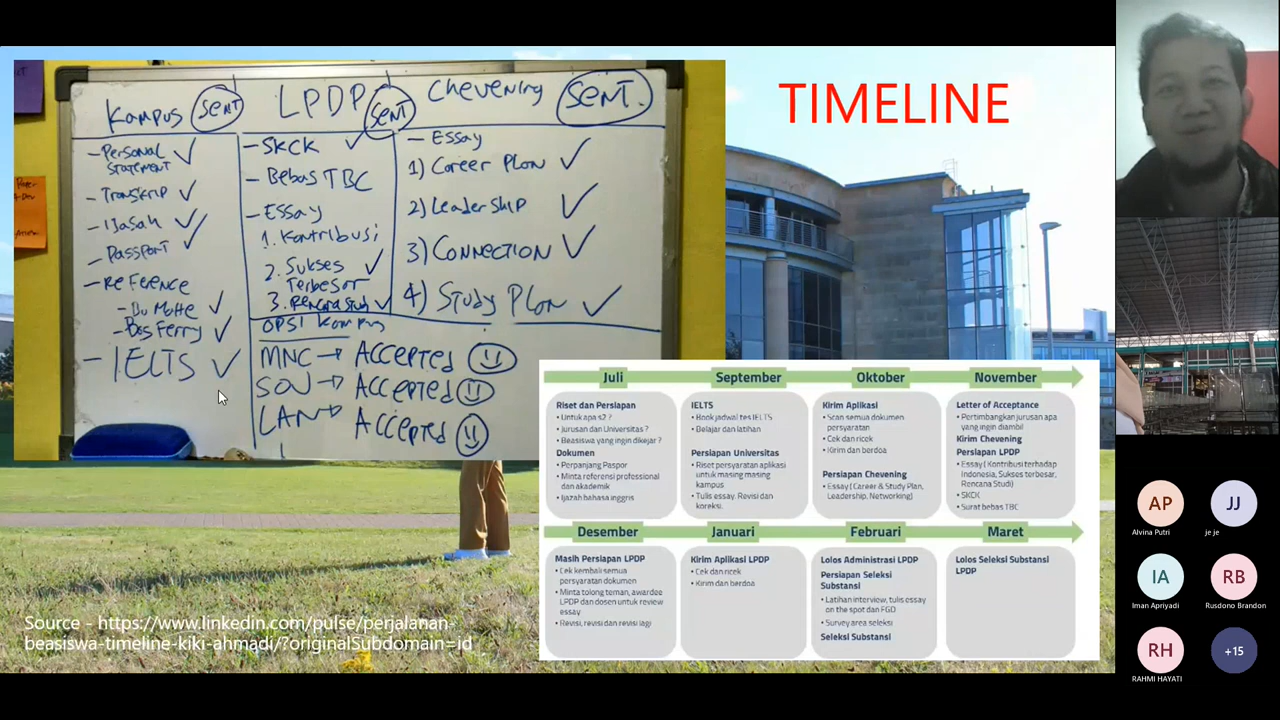 TIMELINE
Kampus SENT
LPDP SENT
Chevening SENT.
- Personal STATEMENT ✓
- Transkrip ✓
- Ijasah ✓
- Passport ✓
- Reference
- Bu Motte ✓
- Bos Ferry ✓
- IELTS ✓
- SKCK ✓
- Bebas TBC
- Essay
1. Kontribusi
2. Sukses ✓
Terbesar
3. Rencana Study ✓
- Essay
1) Career Plan ✓
2) Leadership ✓
3) CONNECTION ✓
4) Study Plan ✓
OPSI Kampus
MNC → ACCEPTED
SOU → ACCEPTED
LAN → ACCEPTED
Juli
September
Oktober
November
Riset dan Persiapan
• Untuk apa s2 ?
• Jurusan dan Universitas ?
• Beasiswa yang ingin dikejar ?
Dokumen
• Perpanjang Paspor
• Minta referensi professional
dan akademik
• Ijazah bahasa inggris
IELTS
• Book jadwal tes IELTS
• Belajar dan latihan
Persiapan Universitas
• Riset persyaratan aplikasi
untuk masing masing
kampus
• Tulis essay. Revisi dan
koreksi.
Kirim Aplikasi
• Scan semua dokumen
persyaratan
• Cek dan ricek
• Kirim dan berdoa
Persiapan Chevening
• Essay ( Career & Study Plan,
Leadership, Networking)
Letter of Acceptance
• Pertimbangkan jurusan apa
yang ingin diambil
Kirim Chevening
Persiapan LPDP
• Essay ( Kontribusi terhadap
Indonesia, Sukses terbesar,
Rencana Studi)
• SKCK
• Surat bebas TBC
Desember
Januari
Februari
Maret
Masih Persiapan LPDP
• Cek kembali semua
persyaratan dokumen
• Minta tolong teman, awardee
LPDP dan dosen untuk review
essay
• Revisi, revisi dan revisi lagi
Kirim Aplikasi LPDP
• Cek dan ricek
• Kirim dan berdoa
Lolos Administrasi LPDP
Persiapan Seleksi
Substansi
• Latihan interview, tulis essay
on the spot dan FGD
• Survey area seleksi
Seleksi Substansi
Lolos Seleksi Substansi
LPDP
Source - https://www.linkedin.com/pulse/perjalanan-
beasiswa-timeline-kiki-ahmadi/?originalSubdomain=id
AP
JJ
Alvina Putri
je je
IA
RB
Iman Apriyadi
Rusdono Brandon
RH
+15
RAHMI HAYATI